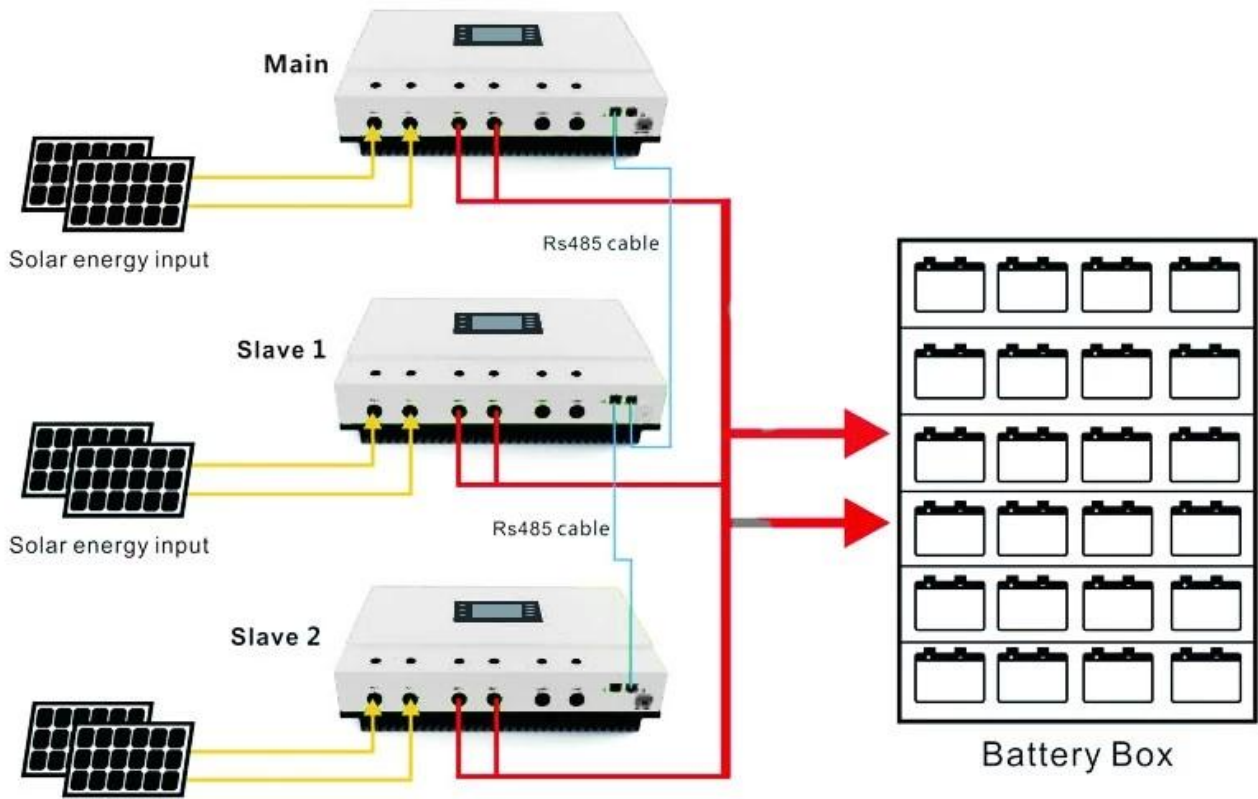 Main
Solar energy input
Rs485 cable
Slave 1
Solar energy input
Rs485 cable
Slave 2
Battery Box